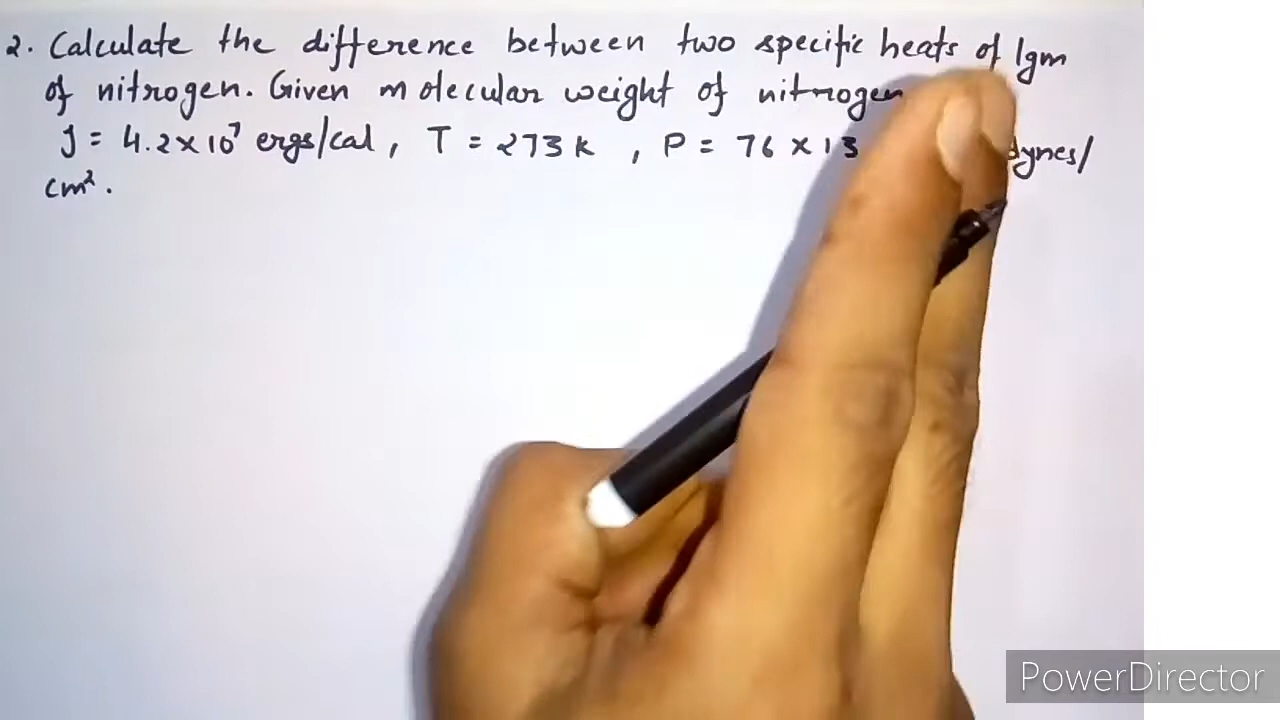 2. Calculate the difference between two specific heats of 1gm
of nitrogen. Given molecular weight of nitrogen
J = 4.2×10⁷ ergs/cal, T = 273K, P = 76×13 dynes/
cm².
PowerDirector